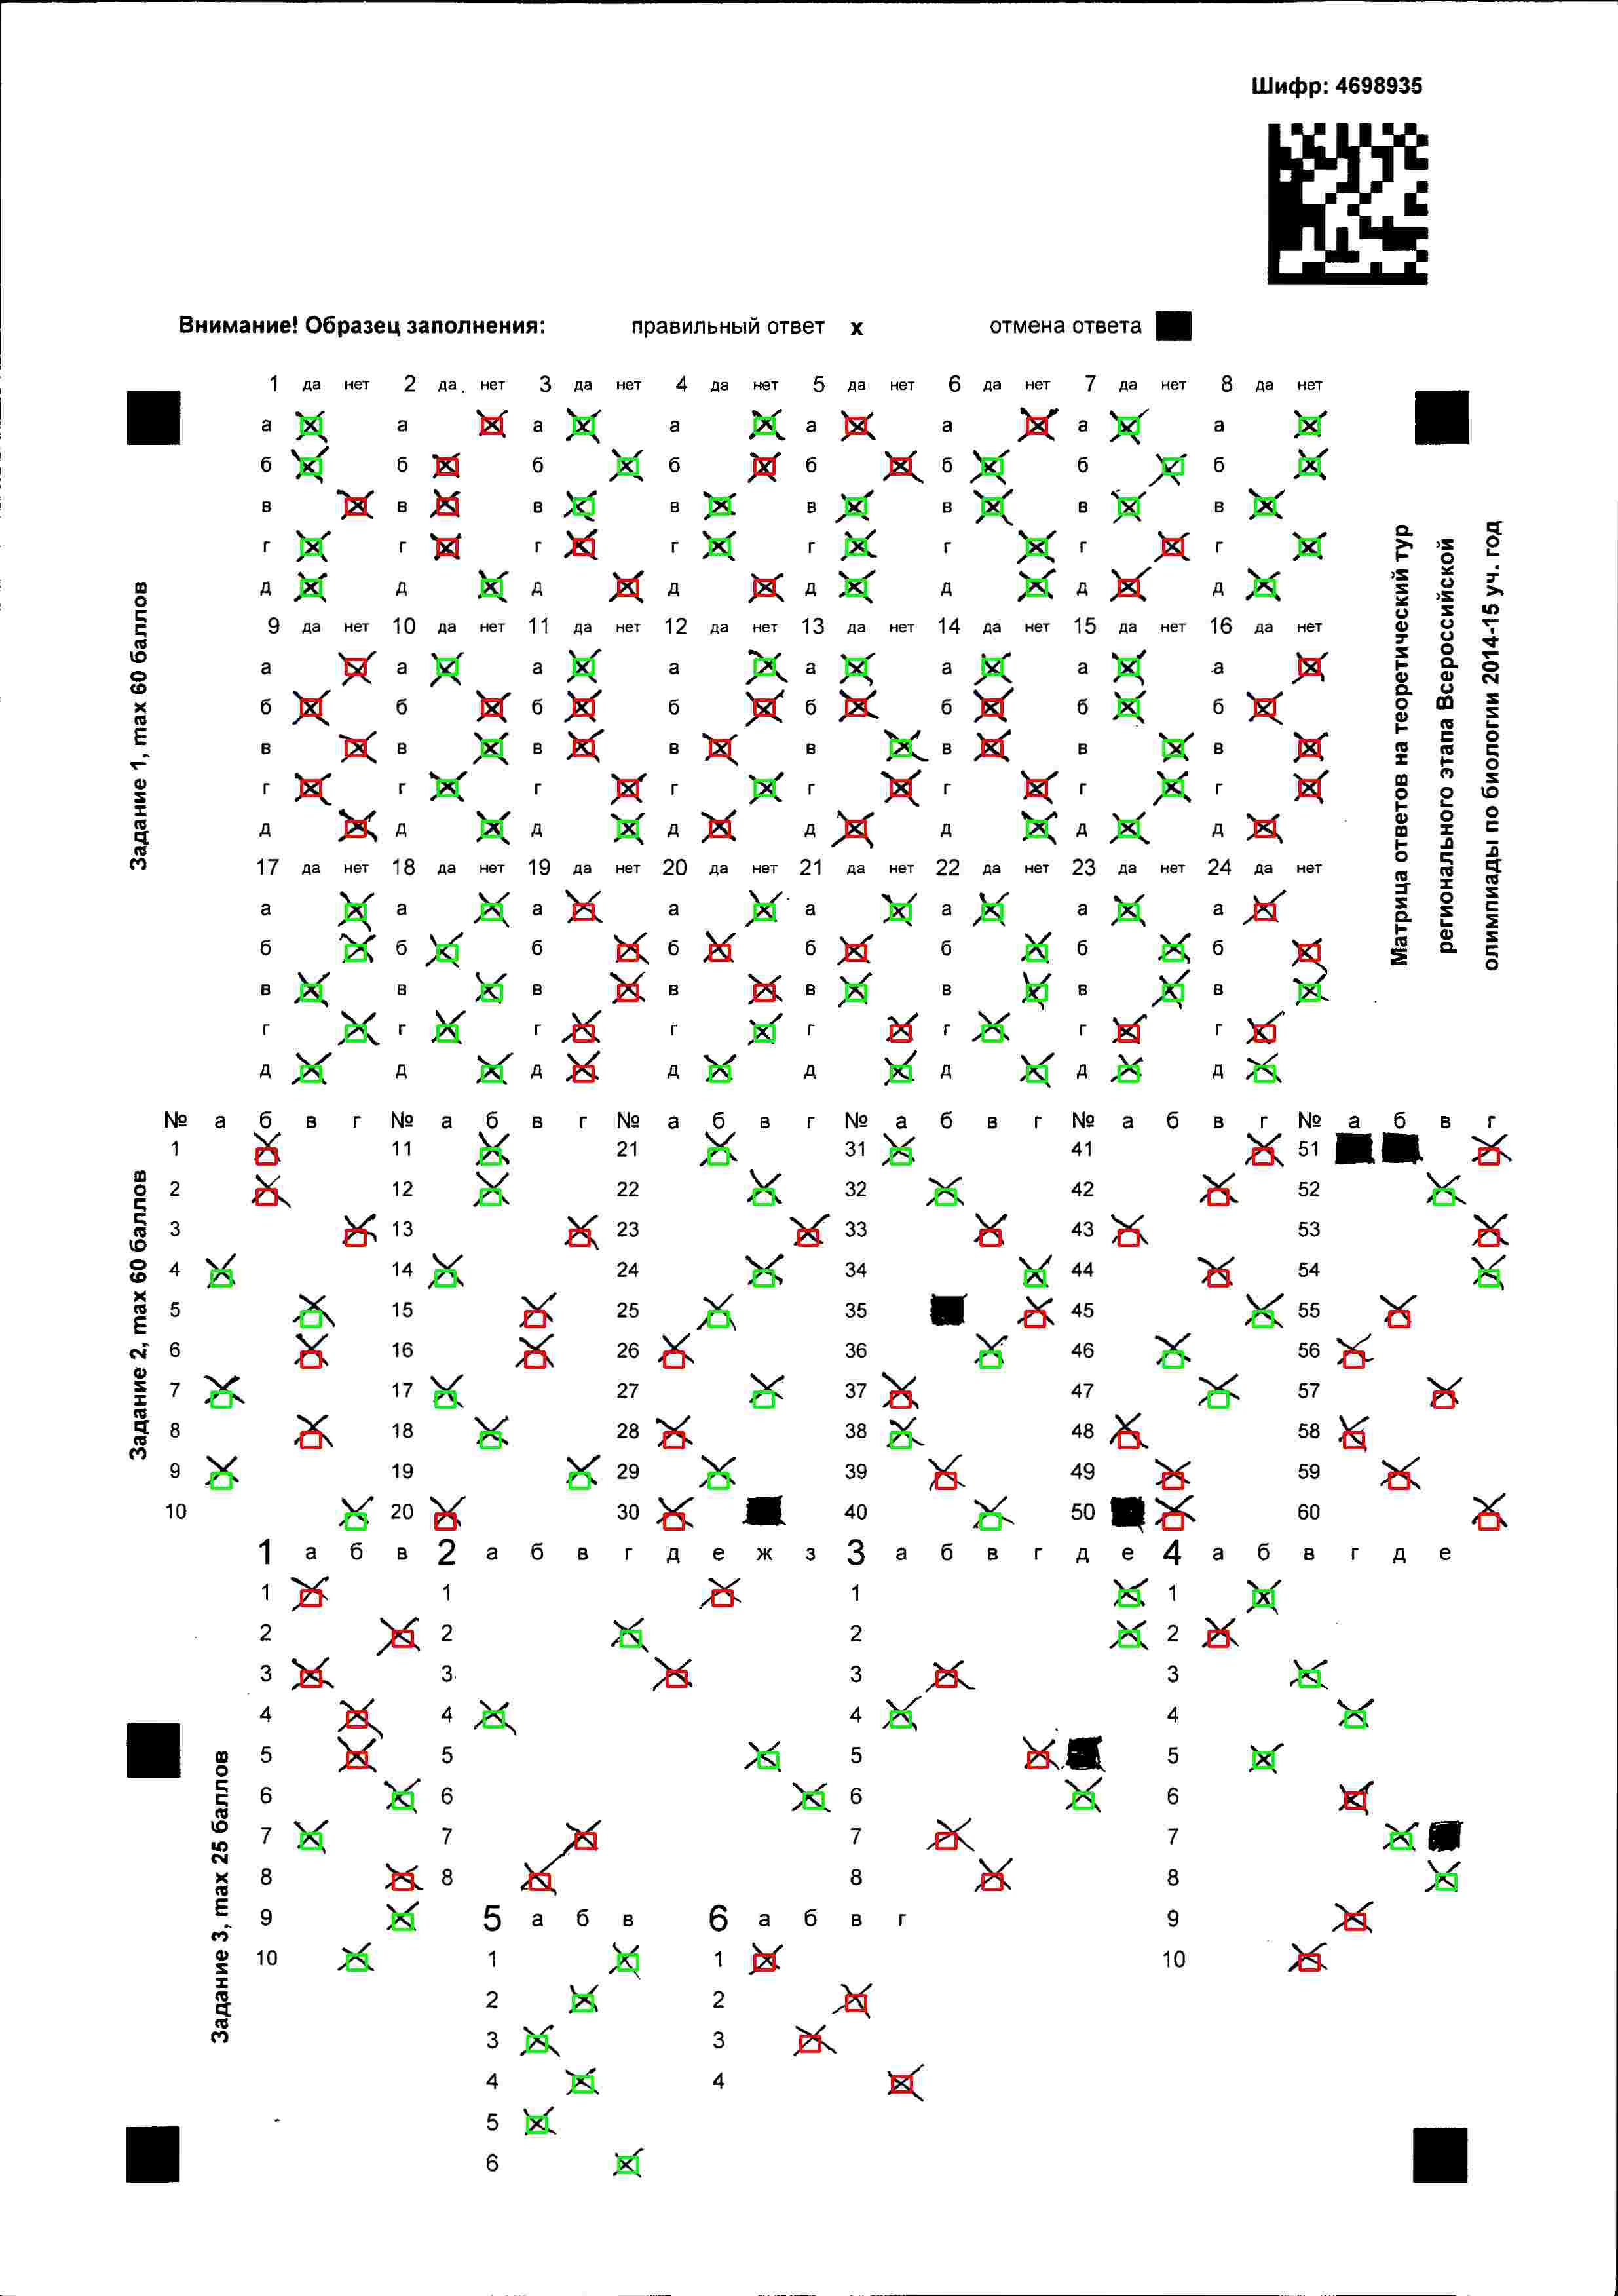 Шифр: 4698935
Внимание! Образец заполнения: правильный ответ х отмена ответа
Матрица ответов на теоретический тур
регионального этапа Всероссийской
олимпиады по биологии 2014-15 уч. год
Задание 1, max 60 баллов
1 да нет 2 да нет 3 да нет 4 да нет 5 да нет 6 да нет 7 да нет 8 да нет
а а а а а а а а
б б б б б б б б
в в в в в в в в
г г г г г г г г
д д д д д д д д
9 да нет 10 да нет 11 да нет 12 да нет 13 да нет 14 да нет 15 да нет 16 да нет
а а а а а а а а
б б б б б б б б
в в в в в в в в
г г г г г г г г
д д д д д д д д
17 да нет 18 да нет 19 да нет 20 да нет 21 да нет 22 да нет 23 да нет 24 да нет
а а а а а а а а
б б б б б б б б
в в в в в в в в
г г г г г г г г
д д д д д д д д
Задание 2, max 60 баллов
№ а б в г № а б в г № а б в г № а б в г № а б в г № а б в г
1 11 21 31 41 51
2 12 22 32 42 52
3 13 23 33 43 53
4 14 24 34 44 54
5 15 25 35 45 55
6 16 26 36 46 56
7 17 27 37 47 57
8 18 28 38 48 58
9 19 29 39 49 59
10 20 30 40 50 60
Задание 3, max 25 баллов
1 а б в 2 а б в г д е ж з 3 а б в г д е 4 а б в г д е
1 1 1 1
2 2 2 2
3 3 3 3
4 4 4 4
5 5 5 5
6 6 6 6
7 7 7 7
8 8 8 8
9 5 а б в 6 а б в г 9
10 1 1 10
2 2
3 3
4 4
5
6